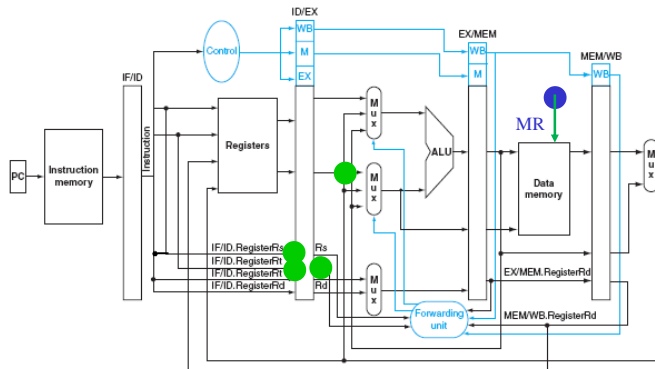 ID/EX
WB
EX/MEM
Control
M
WB
MEM/WB
IF/ID
EX
M
WB
M
u
x
MR
Instruction
Registers
ALU
PC
Instruction
memory
M
u
x
Data
memory
M
u
x
IF/ID.RegisterRs
Rs
IF/ID.RegisterRt
IF/ID.RegisterRt
EX/MEM.RegisterRd
IF/ID.RegisterRd
Rd
M
u
x
Forwarding
unit
MEM/WB.RegisterRd